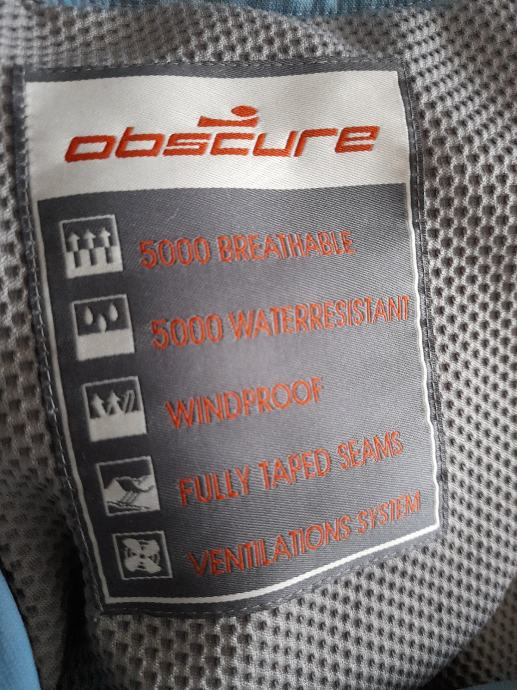 obscure
5000 BREATHABLE
5000 WATERRESISTANT
WINDPROOF
FULLY TAPED SEAMS
VENTILATIONS SYSTEM